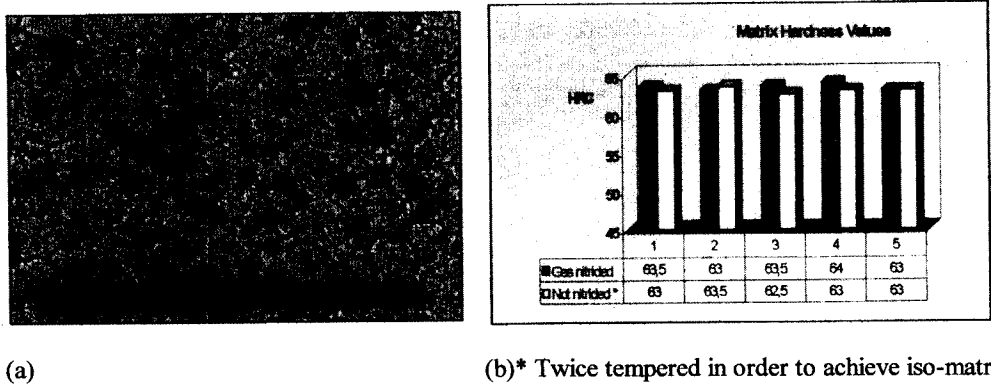 Matrix Hardness Values
HRC
65
60
55
50
45
1 2 3 4 5
Gas nitrided 63,5 63 63,5 64 63
Not nitrided * 63 63,5 62,5 63 63
(a) (b)* Twice tempered in order to achieve iso-matr